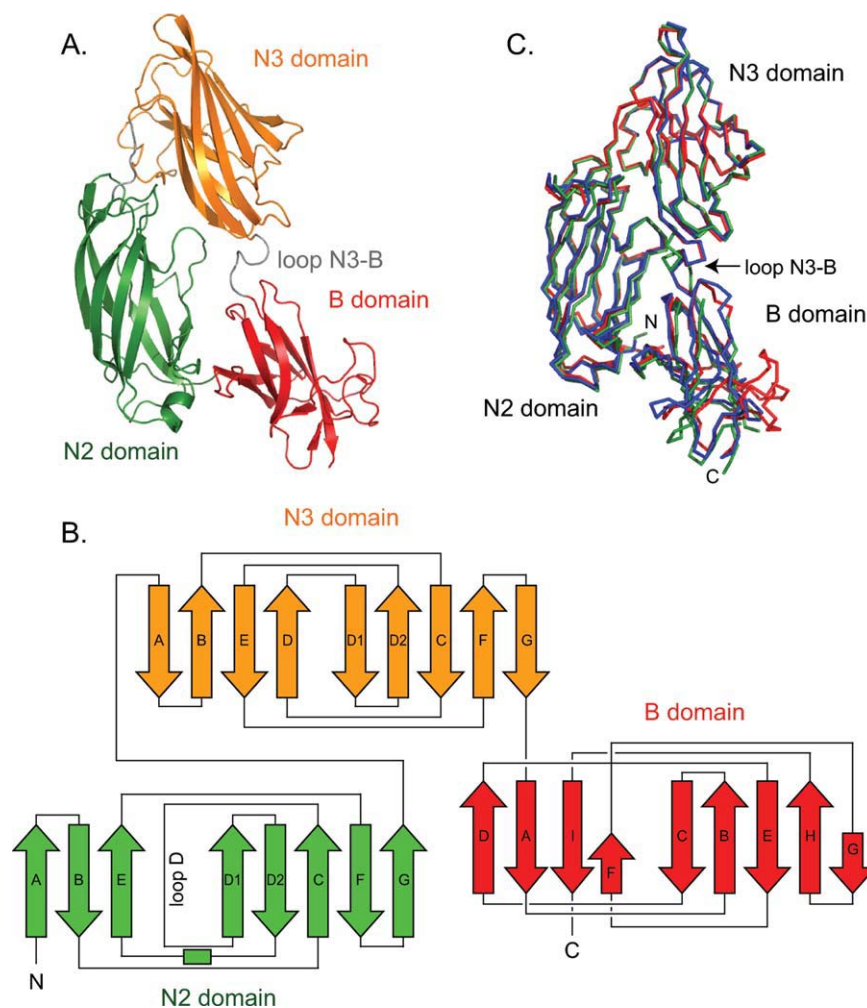 A.
N3 domain
loop N3-B
B domain
N2 domain
C.
N3 domain
loop N3-B
B domain
N
N2 domain
C
B.
N3 domain
A B E D D1 D2 C F G
B domain
D A I F C B E H G
C
A B E loop D D1 D2 C F G
N
N2 domain